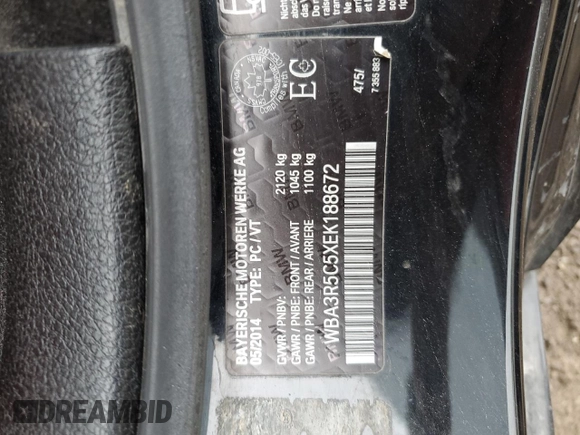 BAYERISCHE MOTOREN WERKE AG
05/2014 TYPE: PC/VT
GVWR / PNBV: 2120 kg
GAWR / PNBE: FRONT / AVANT 1045 kg
GAWR / PNBE: REAR / ARRIERE 1100 kg
WBA3R5C5XEK188672
EC
475/
7 355 883
BMW
DREAMBID